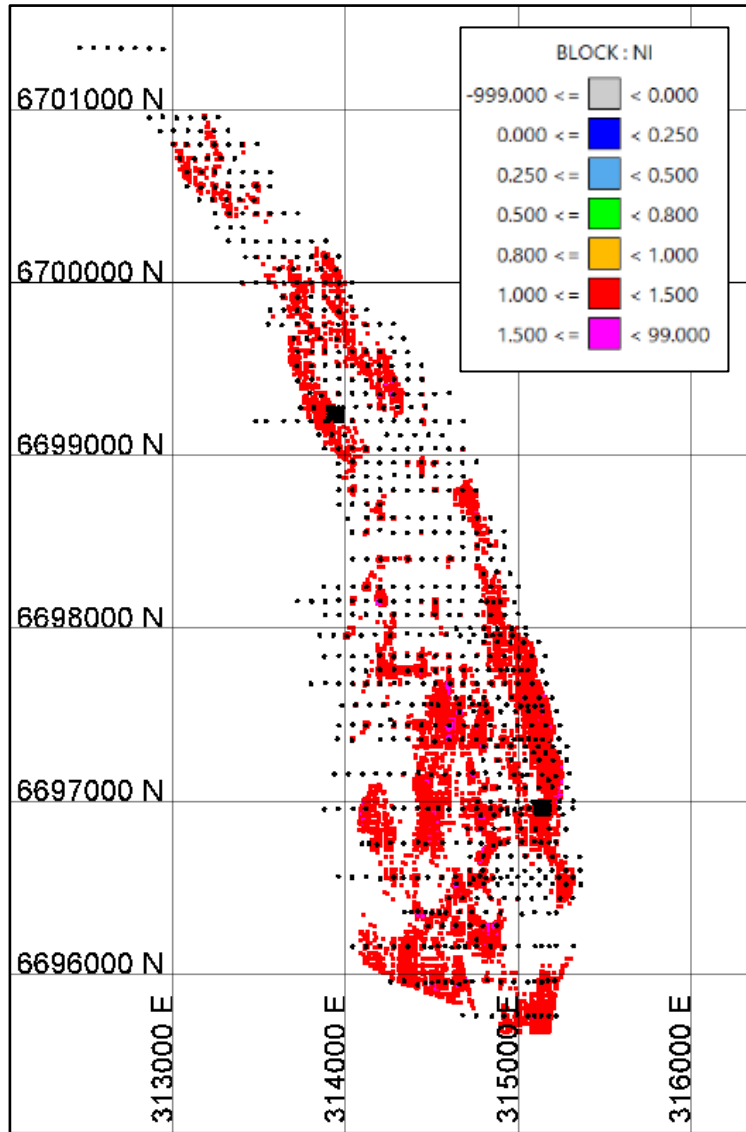 BLOCK : NI
-999.000 <= < 0.000
0.000 <= < 0.250
0.250 <= < 0.500
0.500 <= < 0.800
0.800 <= < 1.000
1.000 <= < 1.500
1.500 <= < 99.000
6701000 N
6700000 N
6699000 N
6698000 N
6697000 N
6696000 N
313000 E
314000 E
315000 E
316000 E